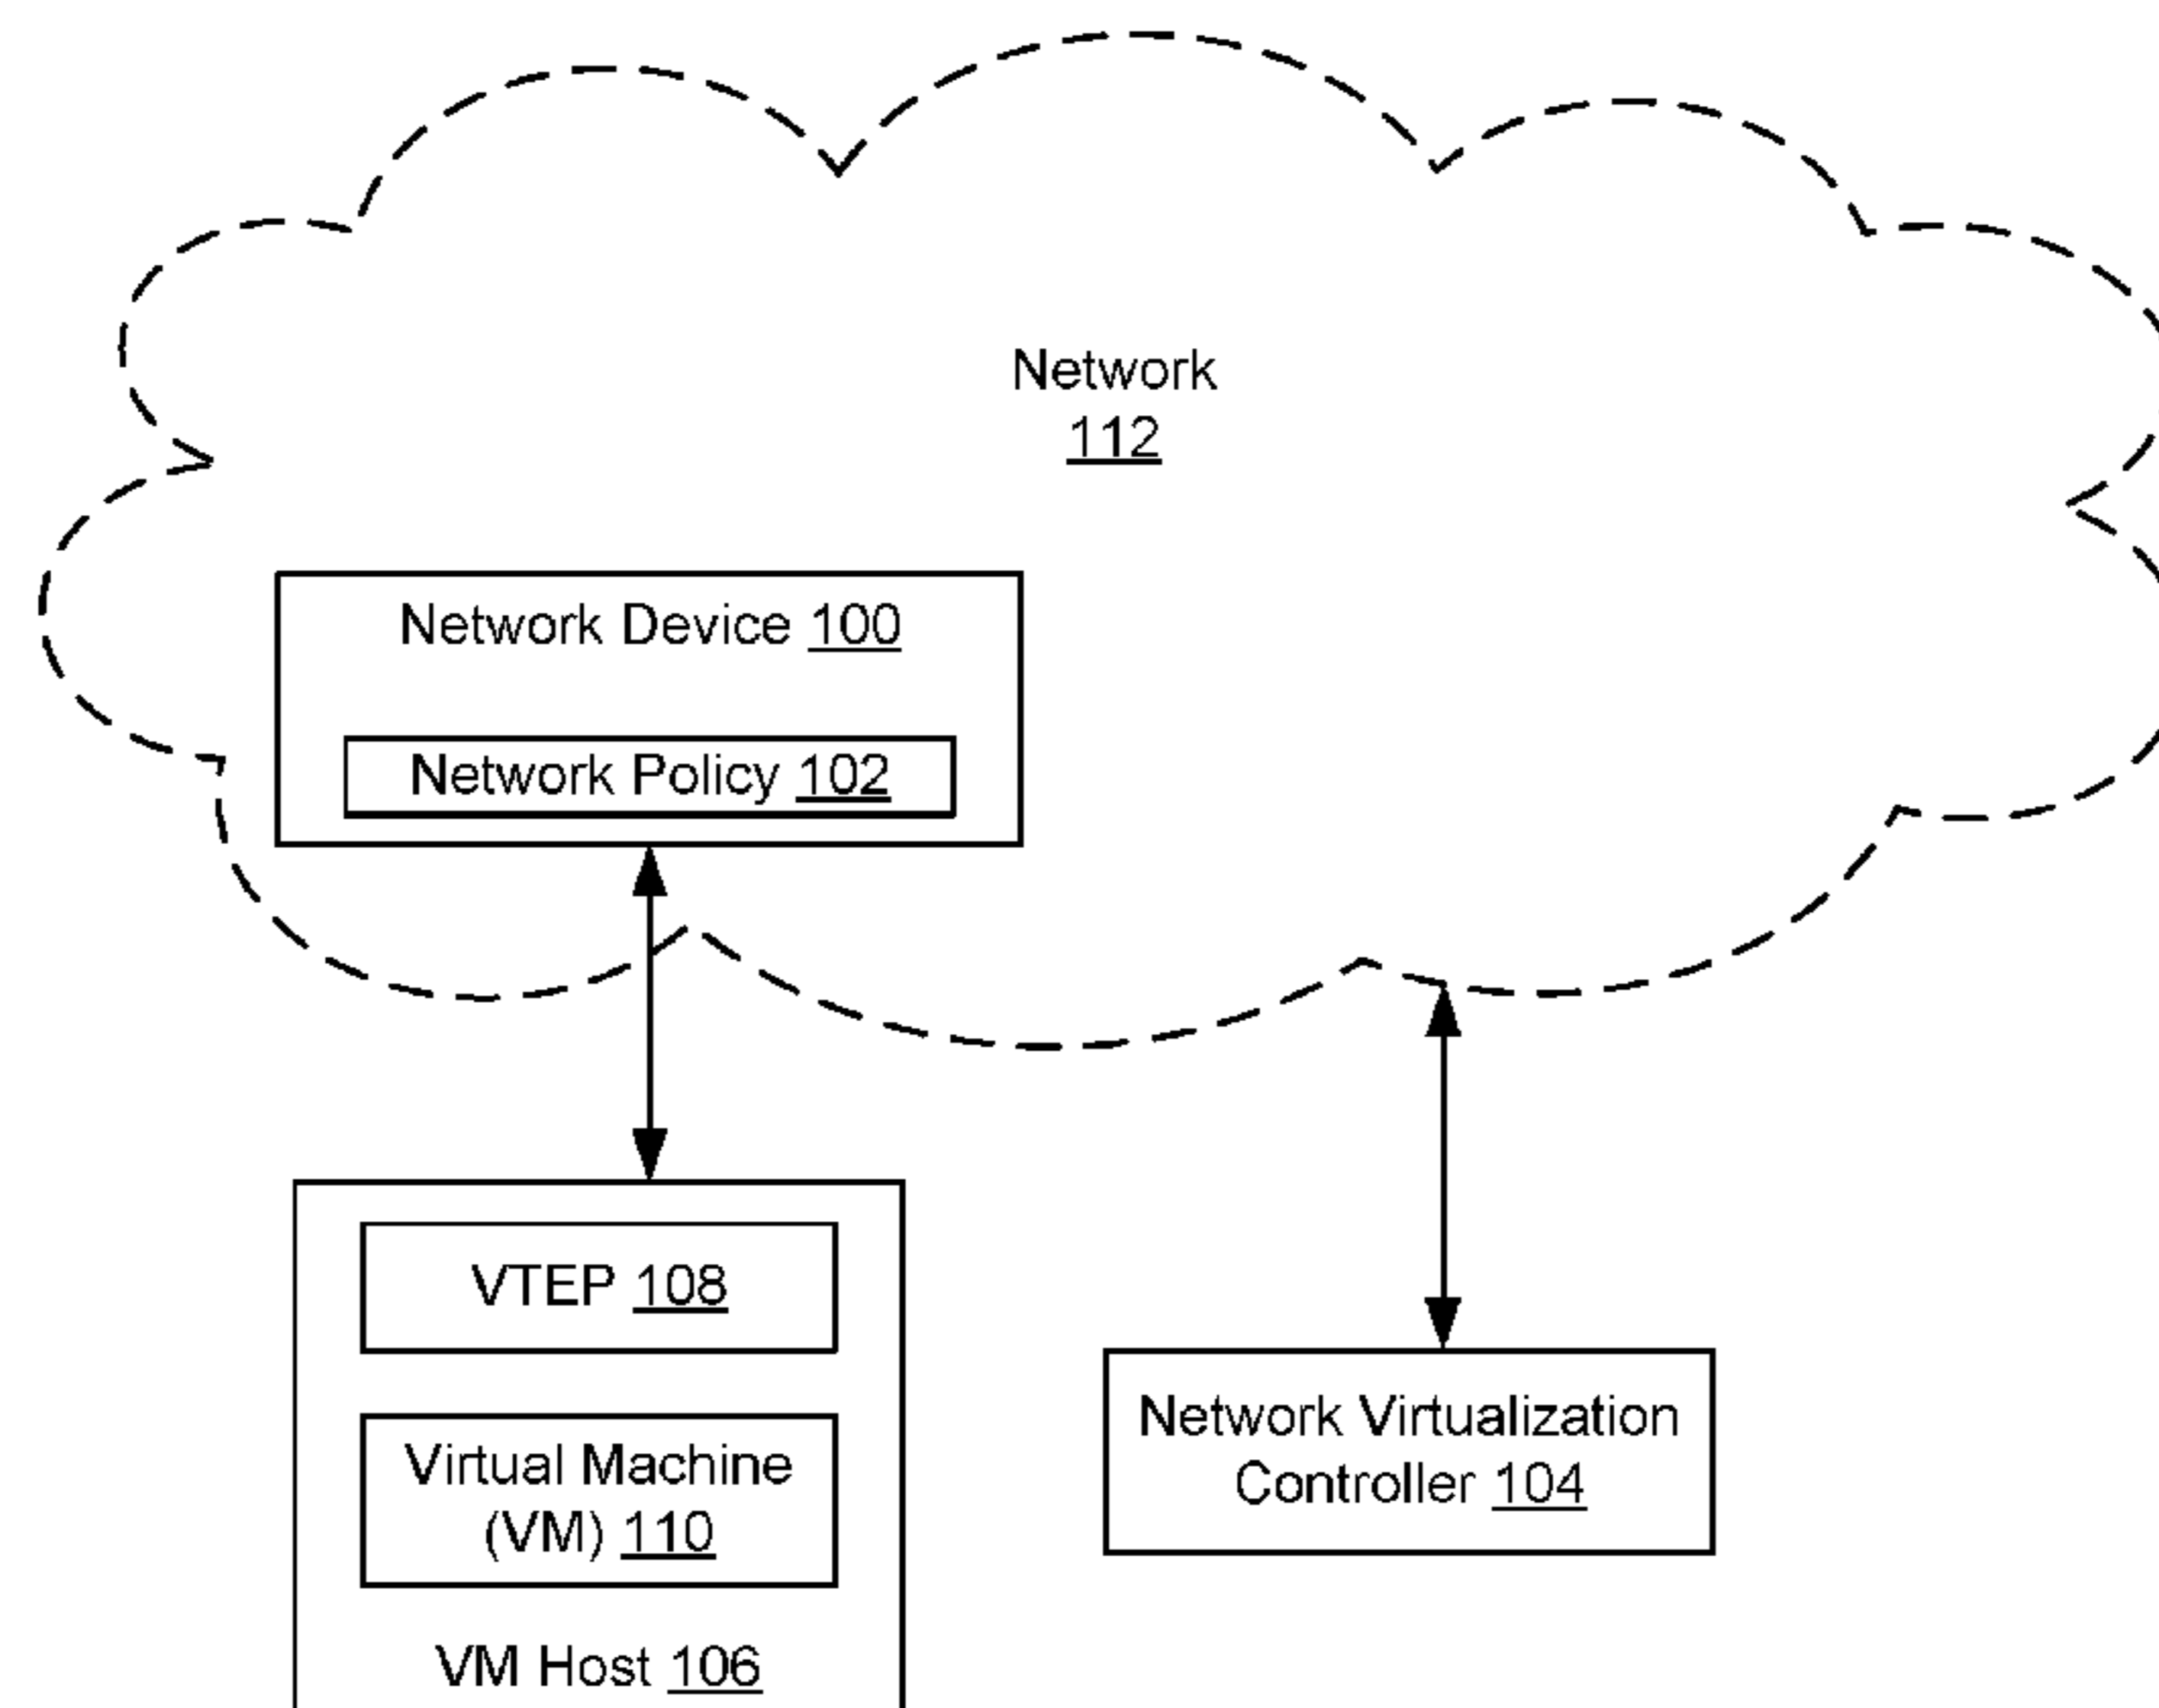 Network
112
Network Device 100
Network Policy 102
VTEP 108
Virtual Machine
(VM) 110
VM Host 106
Network Virtualization
Controller 104